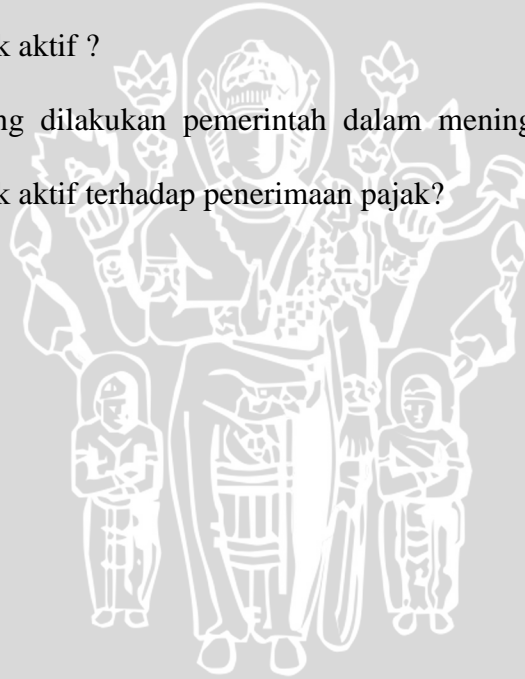 k aktif ?
ng dilakukan pemerintah dalam mening
k aktif terhadap penerimaan pajak?